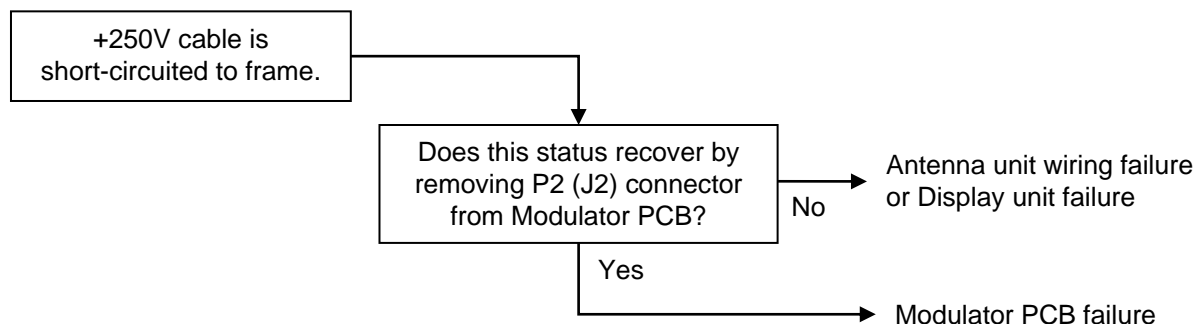 +250V cable is
short-circuited to frame.
Does this status recover by
removing P2 (J2) connector
from Modulator PCB?
No
Antenna unit wiring failure
or Display unit failure
Yes
Modulator PCB failure